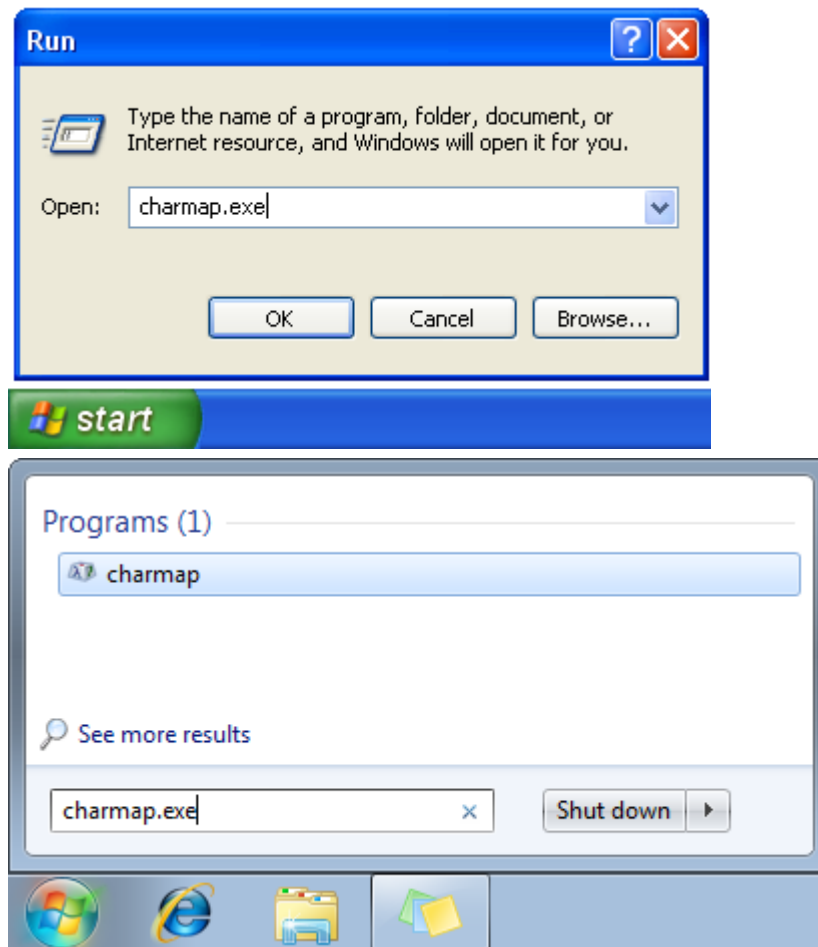 Run
Type the name of a program, folder, document, or
Internet resource, and Windows will open it for you.
Open: charmap.exe
OK Cancel Browse...
start
Programs (1)
charmap
See more results
charmap.exe Shut down